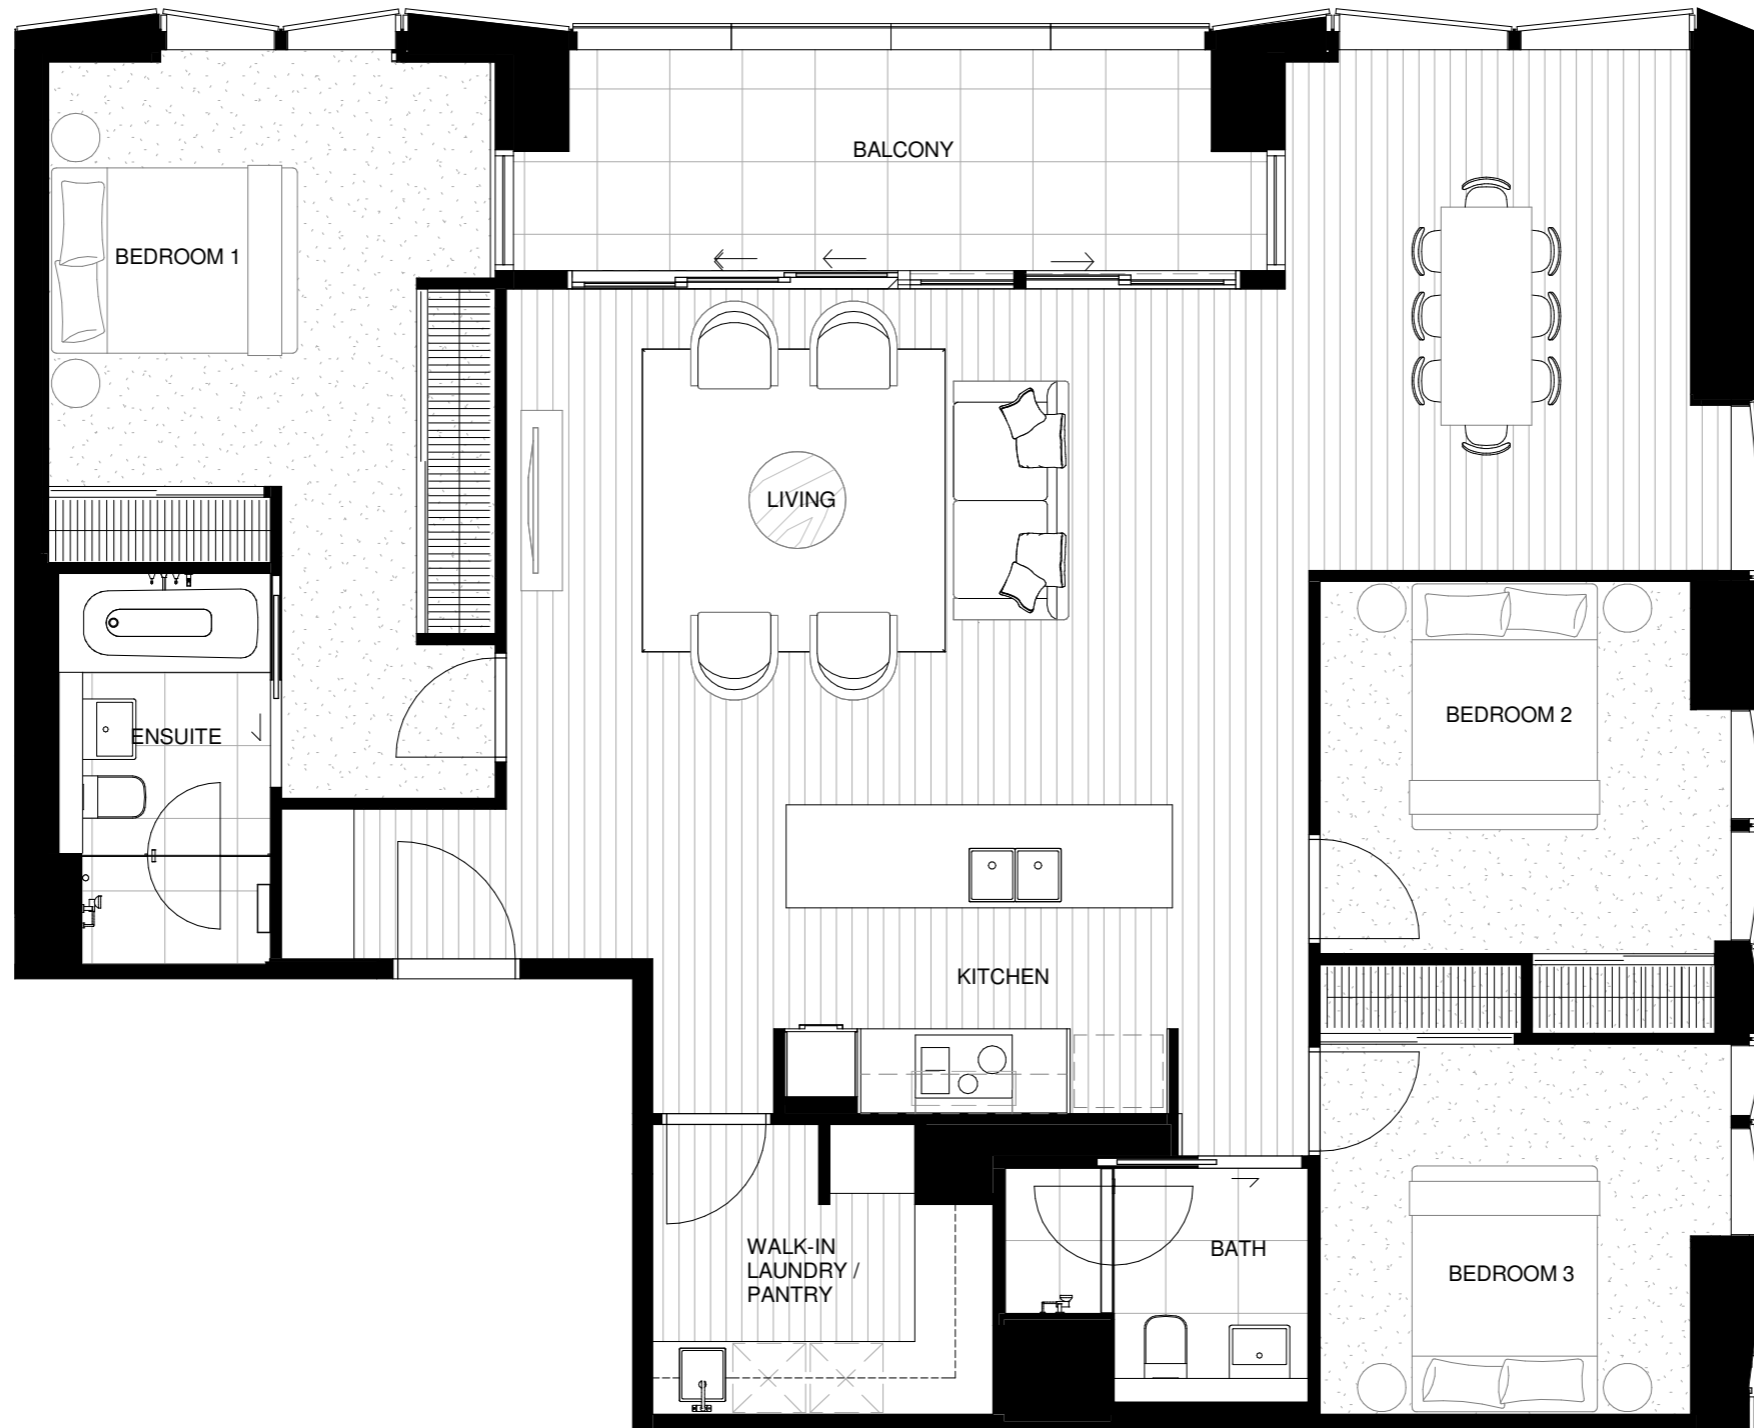 BALCONY
BEDROOM 1
LIVING
BEDROOM 2
ENSUITE
KITCHEN
WALK-IN
LAUNDRY /
PANTRY
BATH
BEDROOM 3